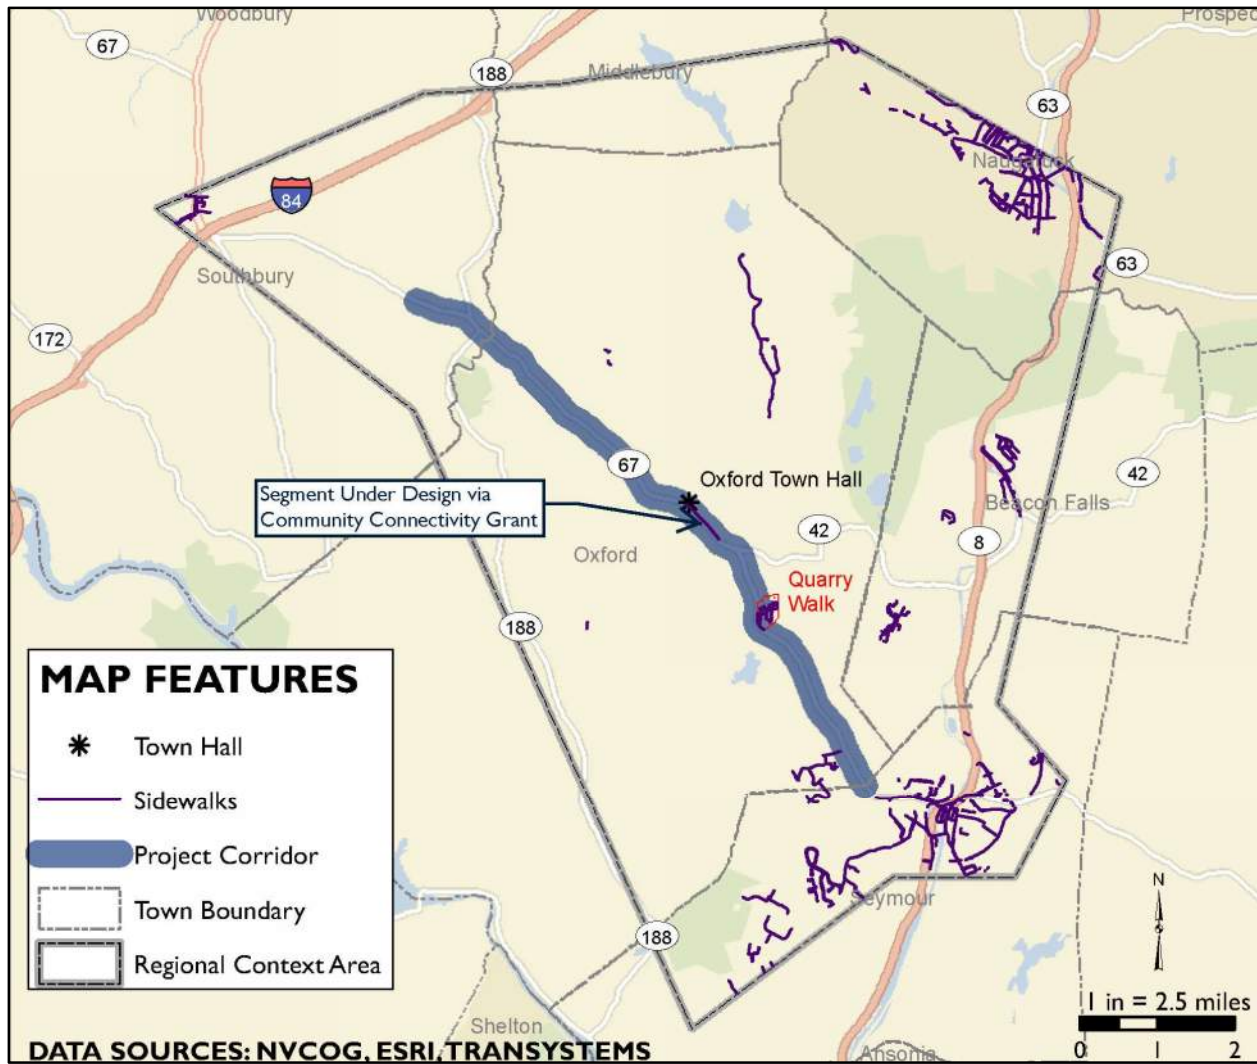 Woodbury
Prospec
67
188
Middlebury
63
Naugatuck
84
63
Southbury
172
67
Oxford Town Hall
Segment Under Design via
Community Connectivity Grant
42
Beacon Falls
42
8
Oxford
Quarry
Walk
188
MAP FEATURES
Town Hall
Sidewalks
Project Corridor
Town Boundary
Regional Context Area
Seymour
188
N
1 in = 2.5 miles
0 1 2
Shelton
Ansonia
DATA SOURCES: NVCOG, ESRI, TRANSYSTEMS